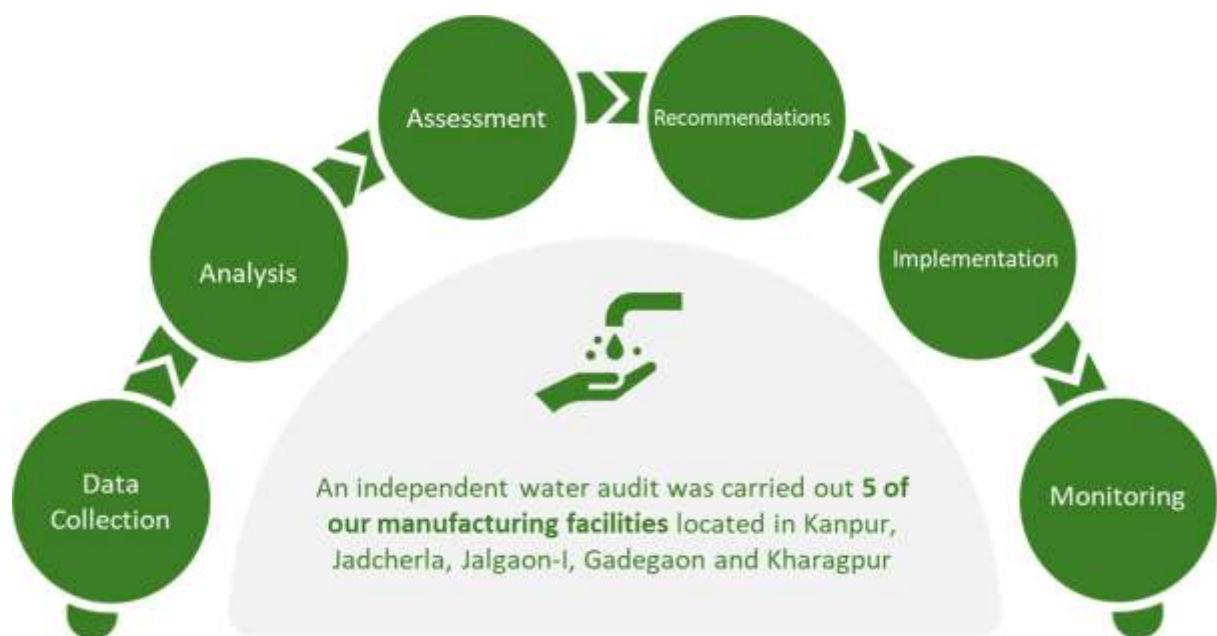 Data
Collection
Analysis
Assessment
Recommendations
Implementation
Monitoring
An independent water audit was carried out 5 of
our manufacturing facilities located in Kanpur,
Jadcherla, Jalgaon-I, Gadegaon and Kharagpur